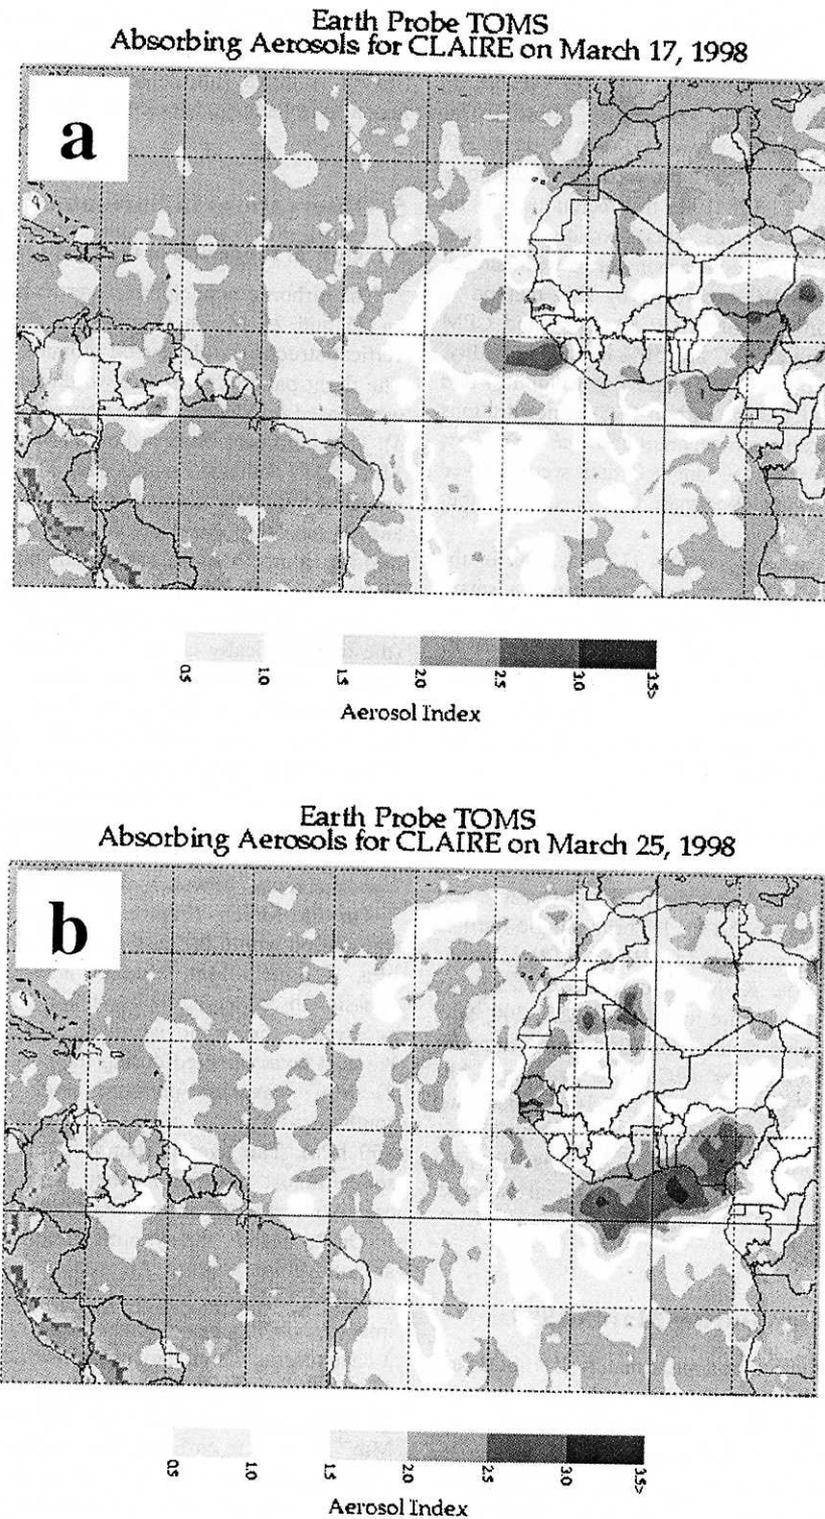 Earth Probe TOMS
Absorbing Aerosols for CLAIRE on March 17, 1998
a
0.5 1.0 1.5 2.0 2.5 3.0 3.5>
Aerosol Index
Earth Probe TOMS
Absorbing Aerosols for CLAIRE on March 25, 1998
b
0.5 1.0 1.5 2.0 2.5 3.0 3.5>
Aerosol Index